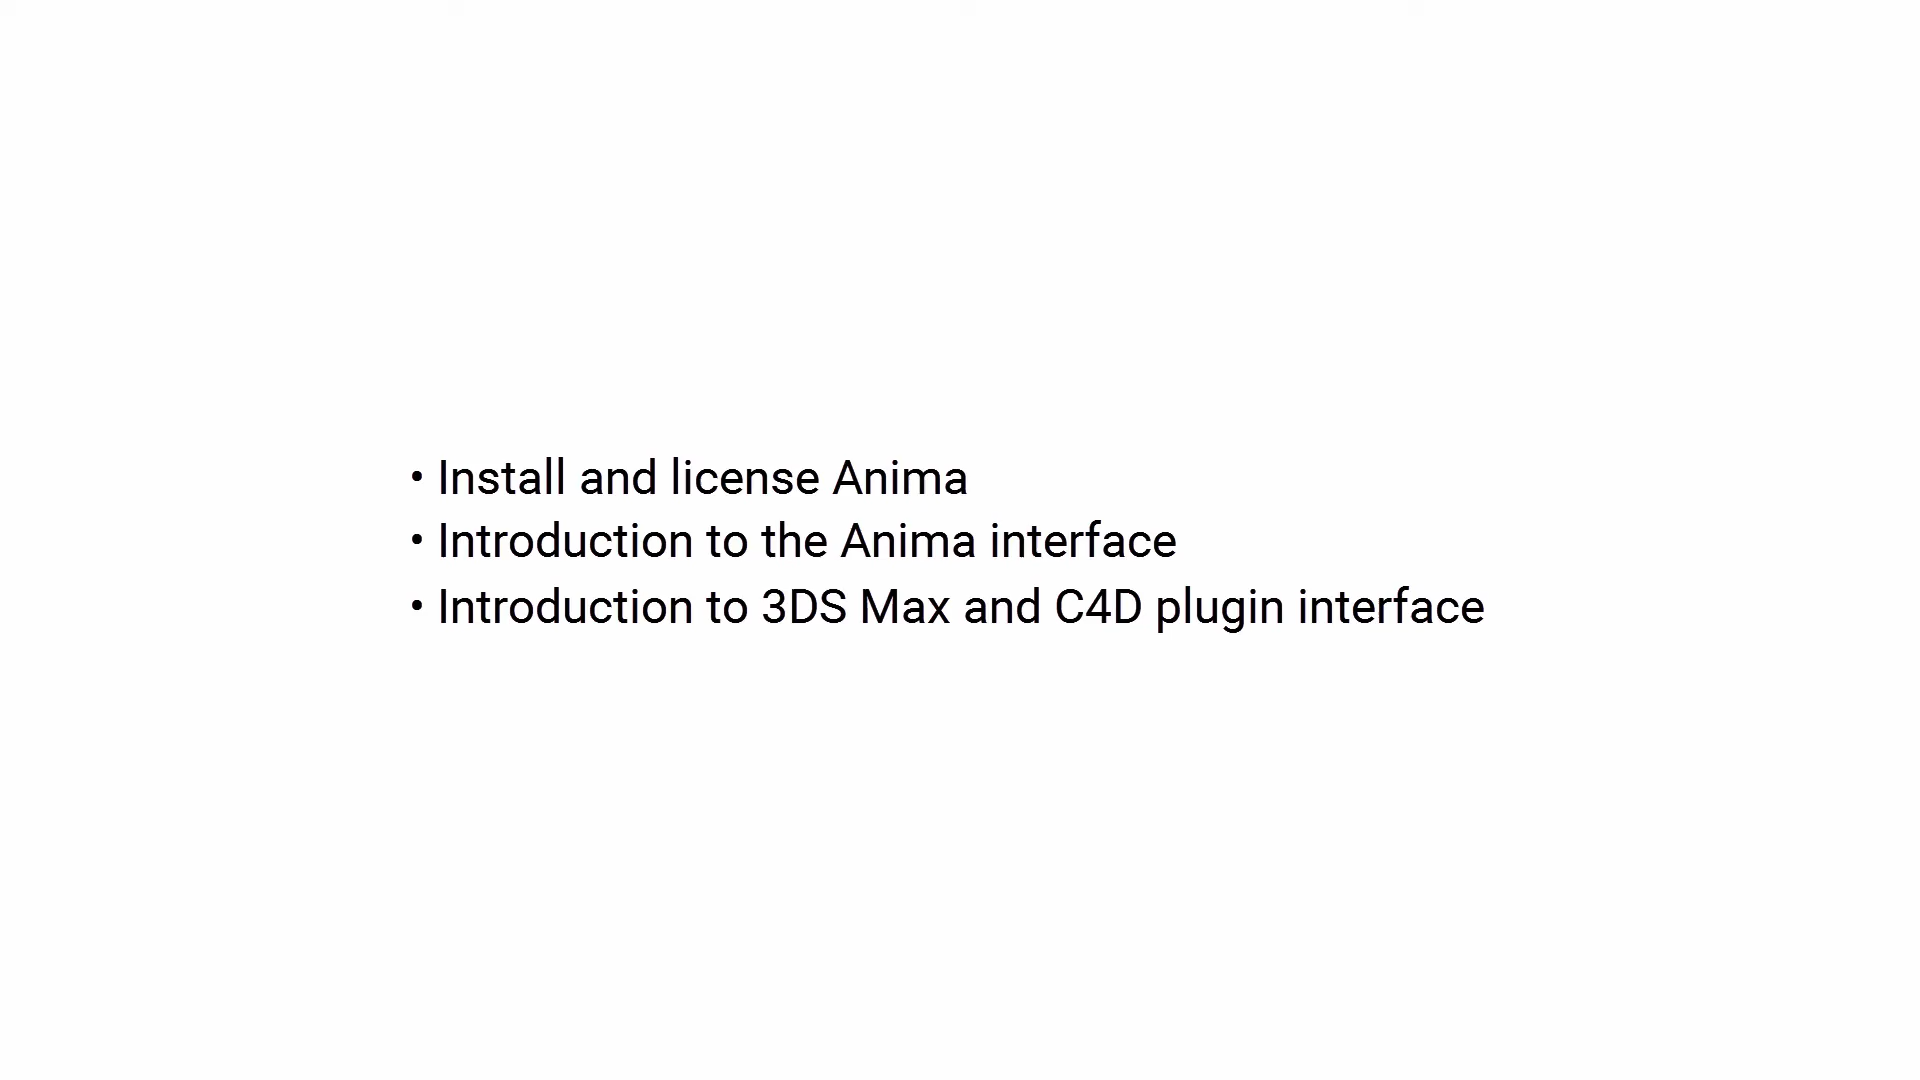 • Install and license Anima
• Introduction to the Anima interface
• Introduction to 3DS Max and C4D plugin interface